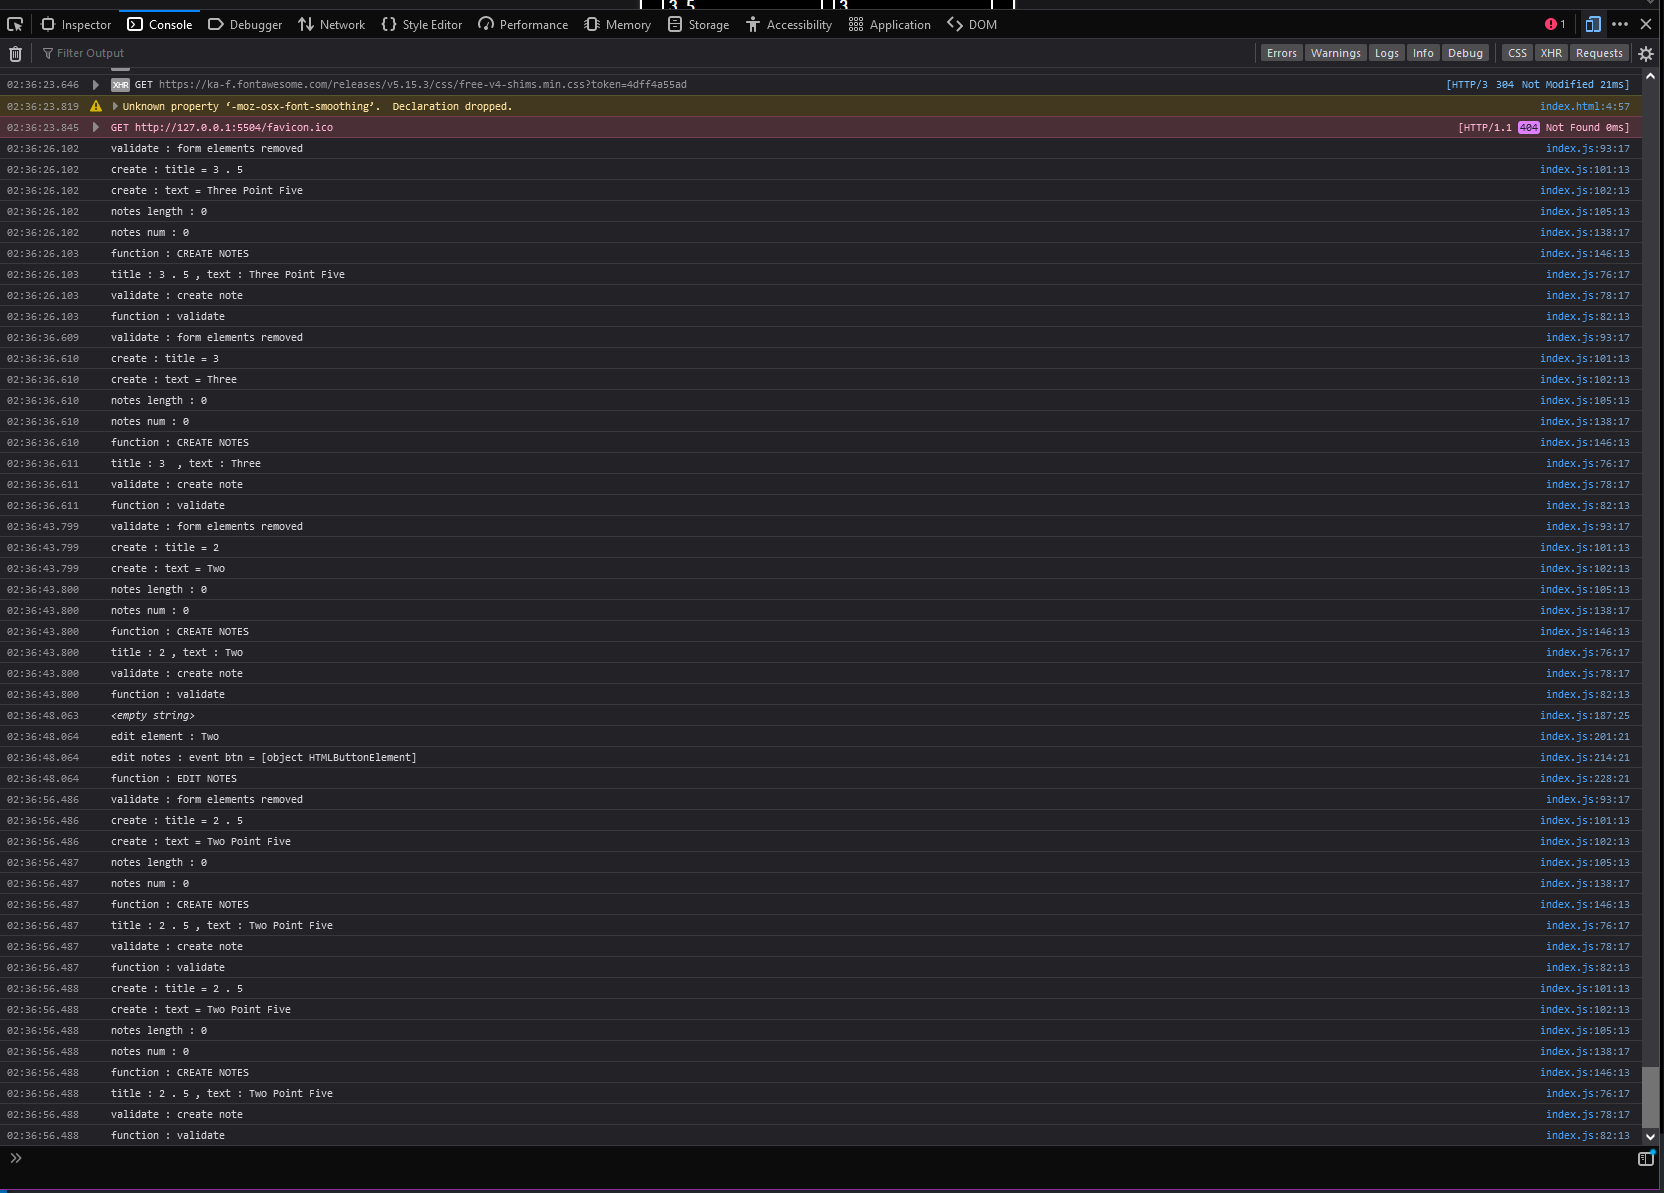 3 5 3
Inspector Console Debugger Network Style Editor Performance Memory Storage Accessibility Application DOM 1
Filter Output Errors Warnings Logs Info Debug CSS XHR Requests
02:36:23.646 XHR GET https://ka-f.fontawesome.com/releases/v5.15.3/css/free-v4-shims.min.css?token=4dff4a55ad [HTTP/3 304 Not Modified 21ms]
02:36:23.819 Unknown property ‘-moz-osx-font-smoothing’. Declaration dropped. index.html:4:57
02:36:23.845 GET http://127.0.0.1:5504/favicon.ico [HTTP/1.1 404 Not Found 0ms]
02:36:26.102 validate : form elements removed index.js:93:17
02:36:26.102 create : title = 3 . 5 index.js:101:13
02:36:26.102 create : text = Three Point Five index.js:102:13
02:36:26.102 notes length : 0 index.js:105:13
02:36:26.102 notes num : 0 index.js:138:17
02:36:26.103 function : CREATE NOTES index.js:146:13
02:36:26.103 title : 3 . 5 , text : Three Point Five index.js:76:17
02:36:26.103 validate : create note index.js:78:17
02:36:26.103 function : validate index.js:82:13
02:36:36.609 validate : form elements removed index.js:93:17
02:36:36.610 create : title = 3 index.js:101:13
02:36:36.610 create : text = Three index.js:102:13
02:36:36.610 notes length : 0 index.js:105:13
02:36:36.610 notes num : 0 index.js:138:17
02:36:36.610 function : CREATE NOTES index.js:146:13
02:36:36.611 title : 3  , text : Three index.js:76:17
02:36:36.611 validate : create note index.js:78:17
02:36:36.611 function : validate index.js:82:13
02:36:43.799 validate : form elements removed index.js:93:17
02:36:43.799 create : title = 2 index.js:101:13
02:36:43.799 create : text = Two index.js:102:13
02:36:43.800 notes length : 0 index.js:105:13
02:36:43.800 notes num : 0 index.js:138:17
02:36:43.800 function : CREATE NOTES index.js:146:13
02:36:43.800 title : 2 , text : Two index.js:76:17
02:36:43.800 validate : create note index.js:78:17
02:36:43.800 function : validate index.js:82:13
02:36:48.063 <empty string> index.js:187:25
02:36:48.064 edit element : Two index.js:201:21
02:36:48.064 edit notes : event btn = [object HTMLButtonElement] index.js:214:21
02:36:48.064 function : EDIT NOTES index.js:228:21
02:36:56.486 validate : form elements removed index.js:93:17
02:36:56.486 create : title = 2 . 5 index.js:101:13
02:36:56.486 create : text = Two Point Five index.js:102:13
02:36:56.487 notes length : 0 index.js:105:13
02:36:56.487 notes num : 0 index.js:138:17
02:36:56.487 function : CREATE NOTES index.js:146:13
02:36:56.487 title : 2 . 5 , text : Two Point Five index.js:76:17
02:36:56.487 validate : create note index.js:78:17
02:36:56.487 function : validate index.js:82:13
02:36:56.488 create : title = 2 . 5 index.js:101:13
02:36:56.488 create : text = Two Point Five index.js:102:13
02:36:56.488 notes length : 0 index.js:105:13
02:36:56.488 notes num : 0 index.js:138:17
02:36:56.488 function : CREATE NOTES index.js:146:13
02:36:56.488 title : 2 . 5 , text : Two Point Five index.js:76:17
02:36:56.488 validate : create note index.js:78:17
02:36:56.488 function : validate index.js:82:13